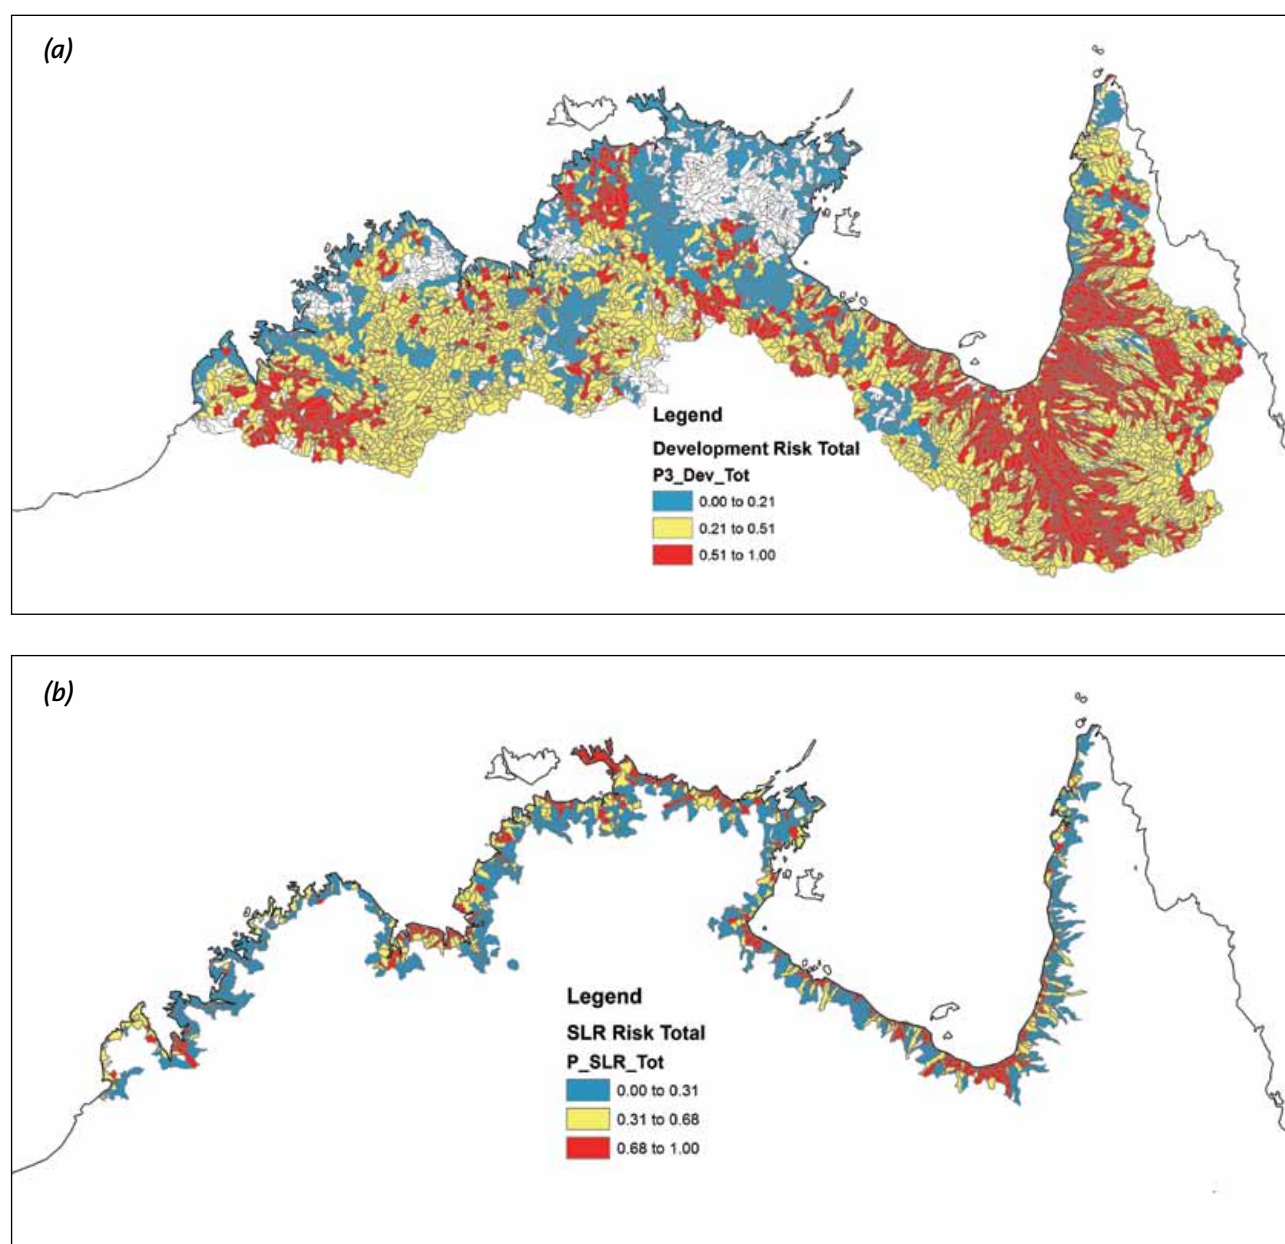 (a)
Legend
Development Risk Total
P3_Dev_Tot
0.00 to 0.21
0.21 to 0.51
0.51 to 1.00
(b)
Legend
SLR Risk Total
P_SLR_Tot
0.00 to 0.31
0.31 to 0.68
0.68 to 1.00